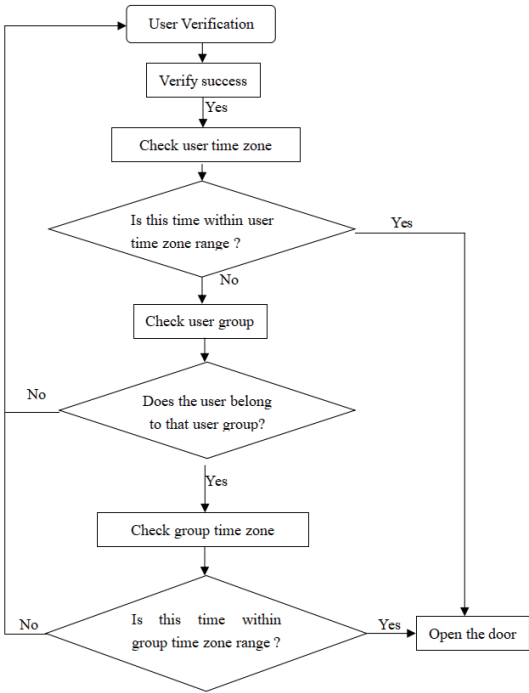 User Verification
Verify success
Yes
Check user time zone
Is this time within user
time zone range ?
Yes
No
Check user group
No
Does the user belong
to that user group?
Yes
Check group time zone
No
Is this time within
group time zone range ?
Yes
Open the door